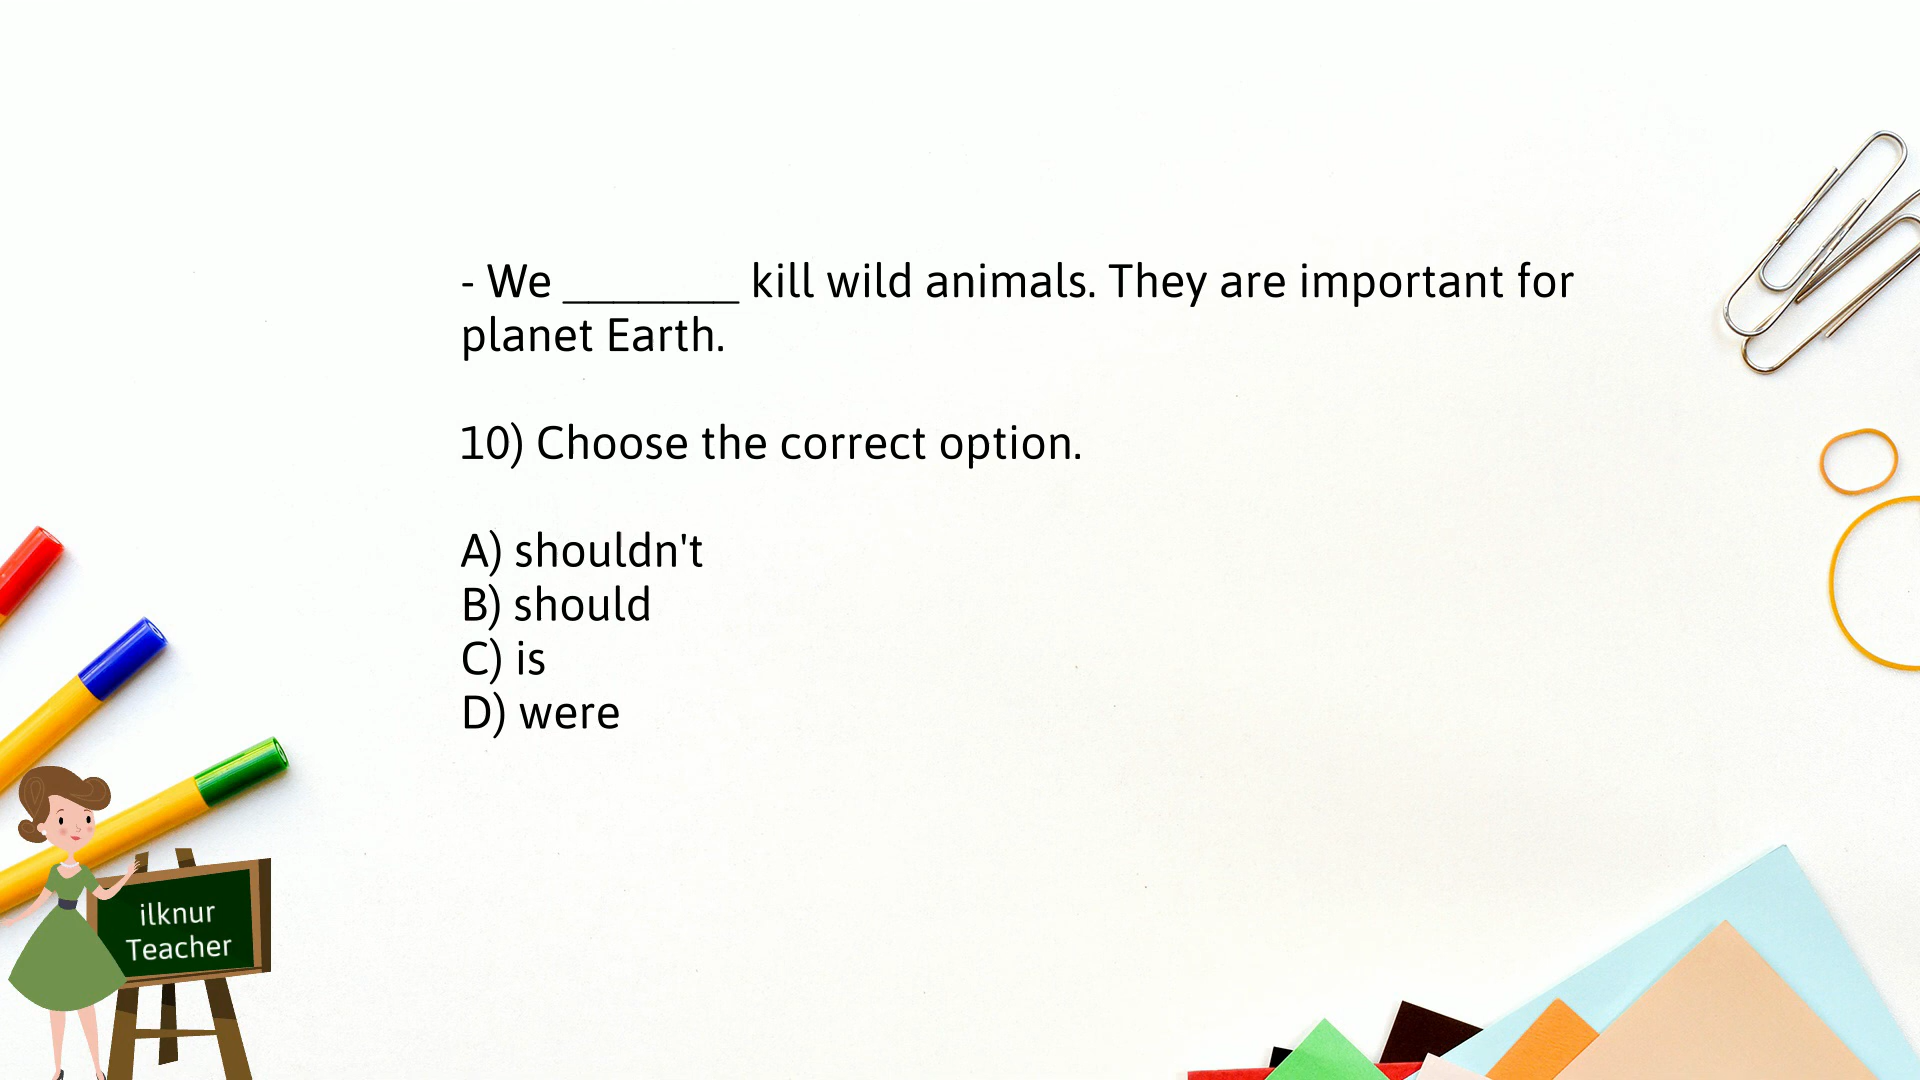 - We _______ kill wild animals. They are important for
planet Earth.
10) Choose the correct option.
A) shouldn't
B) should
C) is
D) were
ilknur
Teacher